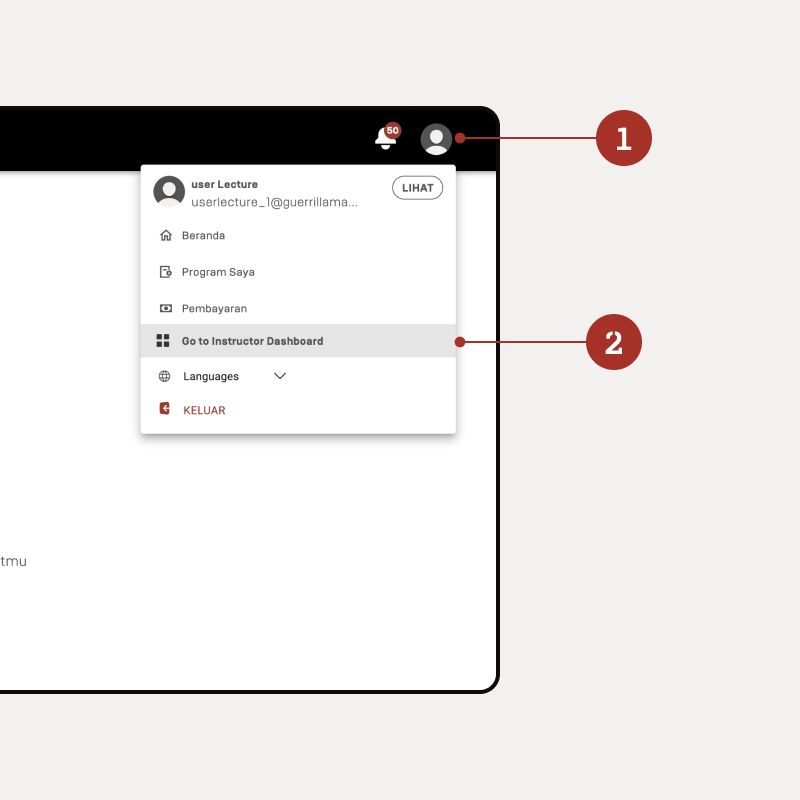 50
1
user Lecture
userlecture_1@guerrillama...
LIHAT
Beranda
Program Saya
Pembayaran
Go to Instructor Dashboard
2
Languages
KELUAR
tmu